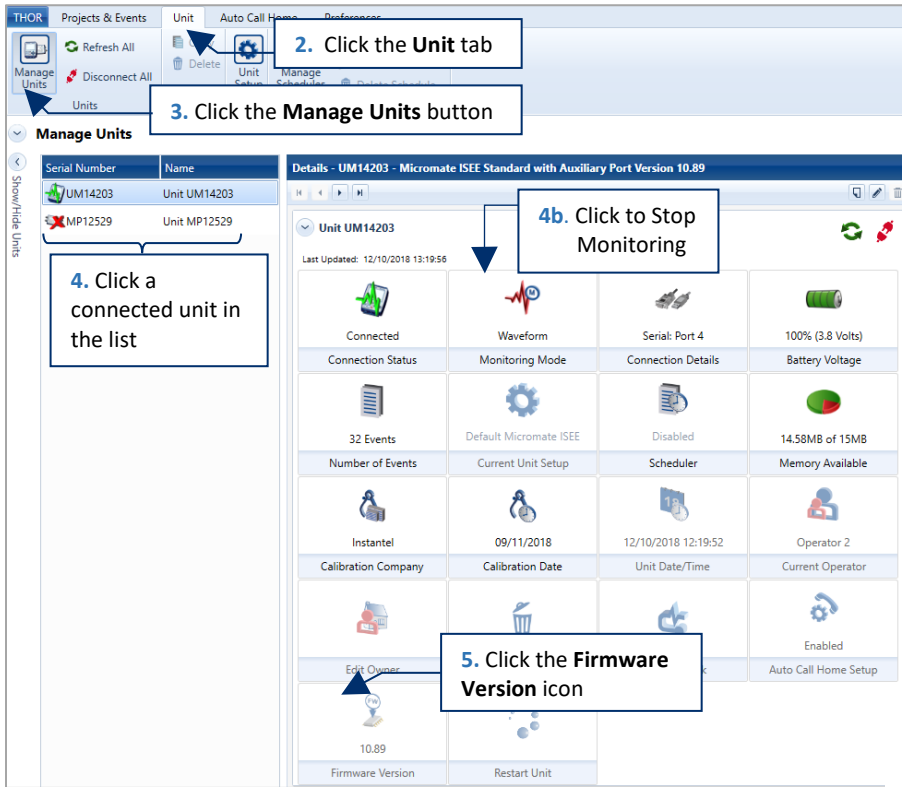 THOR Projects & Events Unit Auto Call Home Preferences
2. Click the Unit tab
Refresh All
Delete
Manage Units
Disconnect All
Unit Setup
Manage Schedules
Delete Schedule
Units
3. Click the Manage Units button
Manage Units
Show/Hide Units
Serial Number Name
UM14203 Unit UM14203
MP12529 Unit MP12529
4. Click a
connected unit in
the list
Details - UM14203 - Micromate ISEE Standard with Auxiliary Port Version 10.89
Unit UM14203
Last Updated: 12/10/2018 13:19:56
4b. Click to Stop
Monitoring
M
Connected Waveform Serial: Port 4 100% (3.8 Volts)
Connection Status Monitoring Mode Connection Details Battery Voltage
32 Events Default Micromate ISEE Disabled 14.58MB of 15MB
Number of Events Current Unit Setup Scheduler Memory Available
18
Instantel 09/11/2018 12/10/2018 12:19:52 Operator 2
Calibration Company Calibration Date Unit Date/Time Current Operator
Enabled
Edit Owner Auto Call Home Setup
5. Click the Firmware
Version icon
FW
10.89
Firmware Version Restart Unit